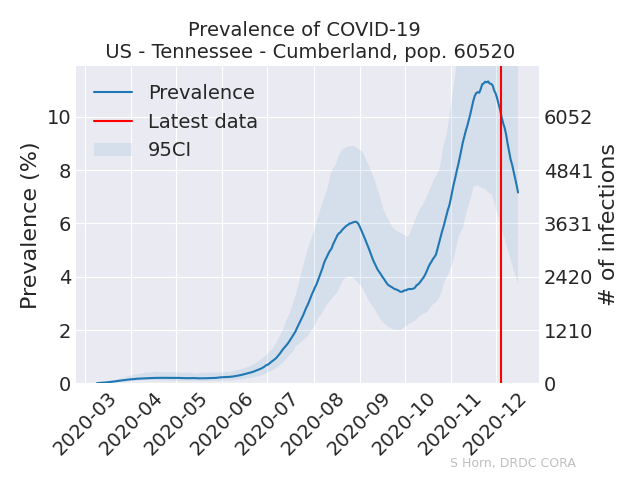 Prevalence of COVID-19
US - Tennessee - Cumberland, pop. 60520
Prevalence
Latest data
95CI
Prevalence (%)
10
8
6
4
2
0
6052
4841
3631
2420
1210
0
# of infections
2020-03
2020-04
2020-05
2020-06
2020-07
2020-08
2020-09
2020-10
2020-11
2020-12
S Horn, DRDC CORA